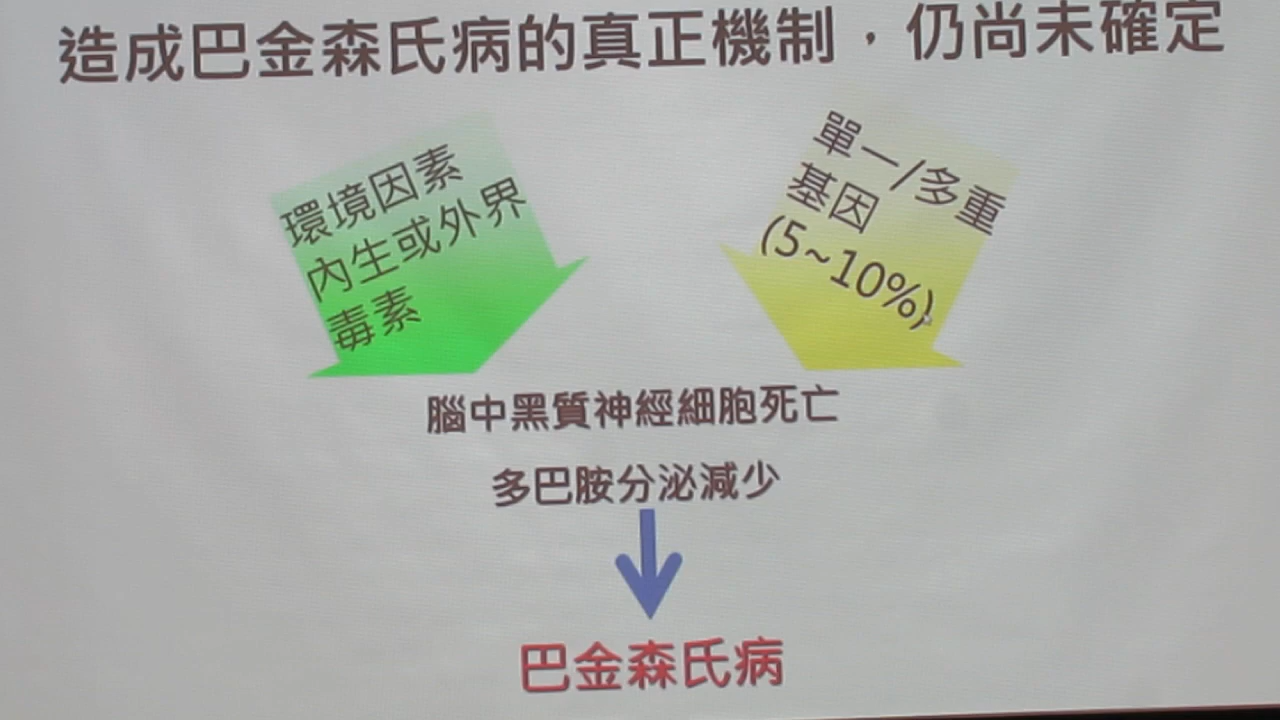 造成巴金森氏病的真正機制，仍尚未確定
環境因素
內生或外界
毒素
單一/多重
基因
(5~10%)
腦中黑質神經細胞死亡
多巴胺分泌減少
巴金森氏病